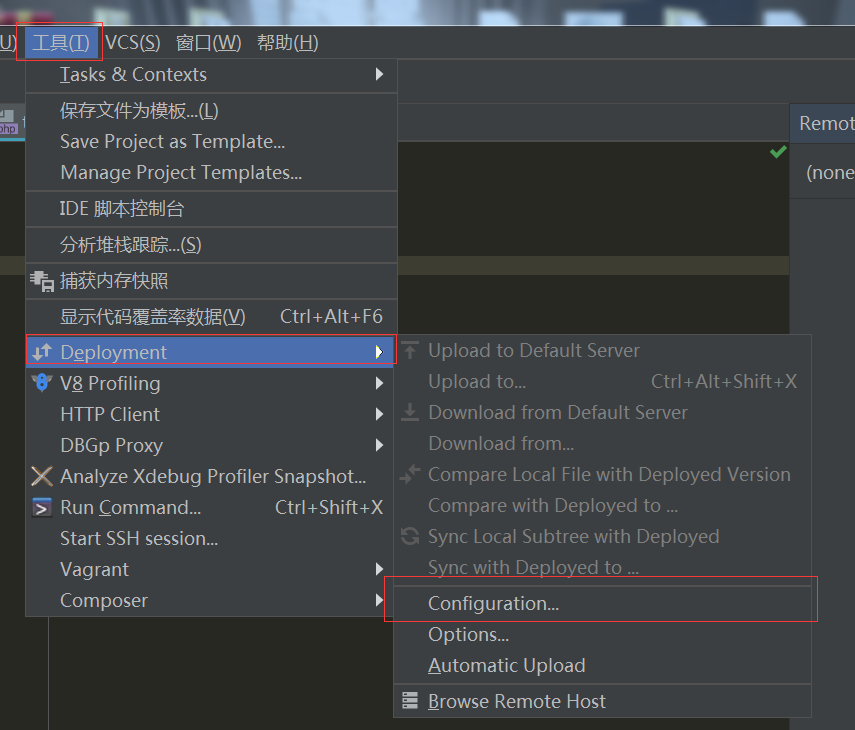 U) 工具(T) VCS(S) 窗口(W) 帮助(H)
Tasks & Contexts
保存文件为模板...(L)
php
Remot
Save Project as Template...
Manage Project Templates...
(none
IDE 脚本控制台
分析堆栈跟踪...(S)
捕获内存快照
显示代码覆盖率数据(V) Ctrl+Alt+F6
Deployment
V8 Profiling
HTTP Client
DBGp Proxy
Analyze Xdebug Profiler Snapshot...
Run Command... Ctrl+Shift+X
Start SSH session...
Vagrant
Composer
Upload to Default Server
Upload to... Ctrl+Alt+Shift+X
Download from Default Server
Download from...
Compare Local File with Deployed Version
Compare with Deployed to ...
Sync Local Subtree with Deployed
Sync with Deployed to ...
Configuration...
Options...
Automatic Upload
Browse Remote Host